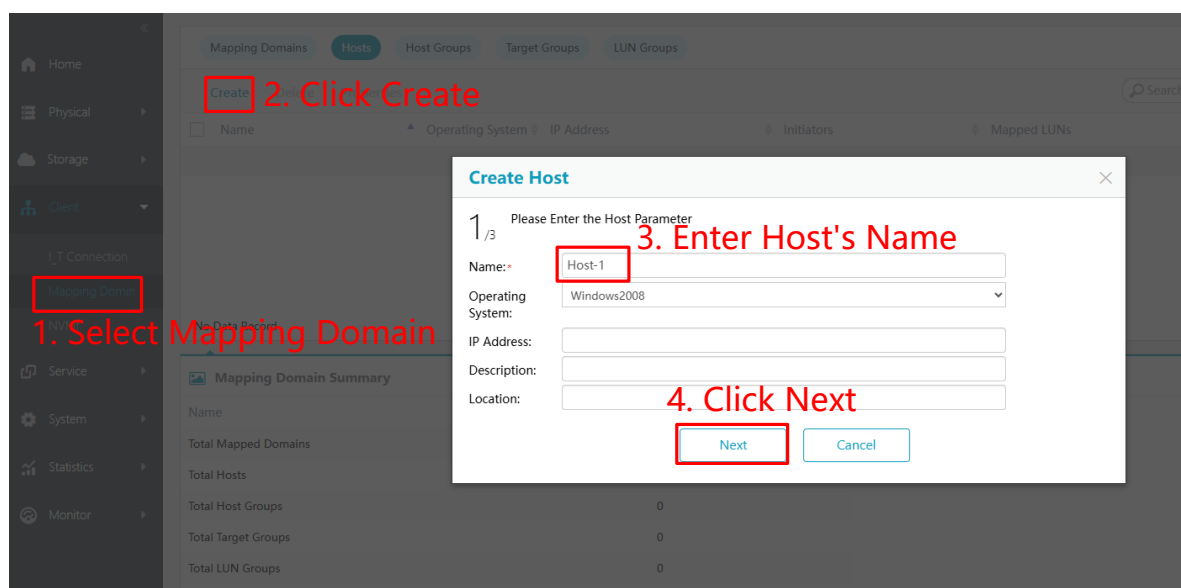 «
Mapping Domains Hosts Host Groups Target Groups LUN Groups
Home
Create 2. Click Create
Search
Physical
Name Operating System IP Address Initiators Mapped LUNs
Storage
Create Host
Client
1/3 Please Enter the Host Parameter
3. Enter Host's Name
I_T Connection
Name:* Host-1
Mapping Domin
Operating System: Windows2008
1. Select Mapping Domain
No Data Record
IP Address:
Service
Mapping Domain Summary
Description:
Location:
4. Click Next
Name
System
Total Mapped Domains
Next Cancel
Statistics
Total Hosts
Total Host Groups 0
Monitor
Total Target Groups 0
Total LUN Groups 0